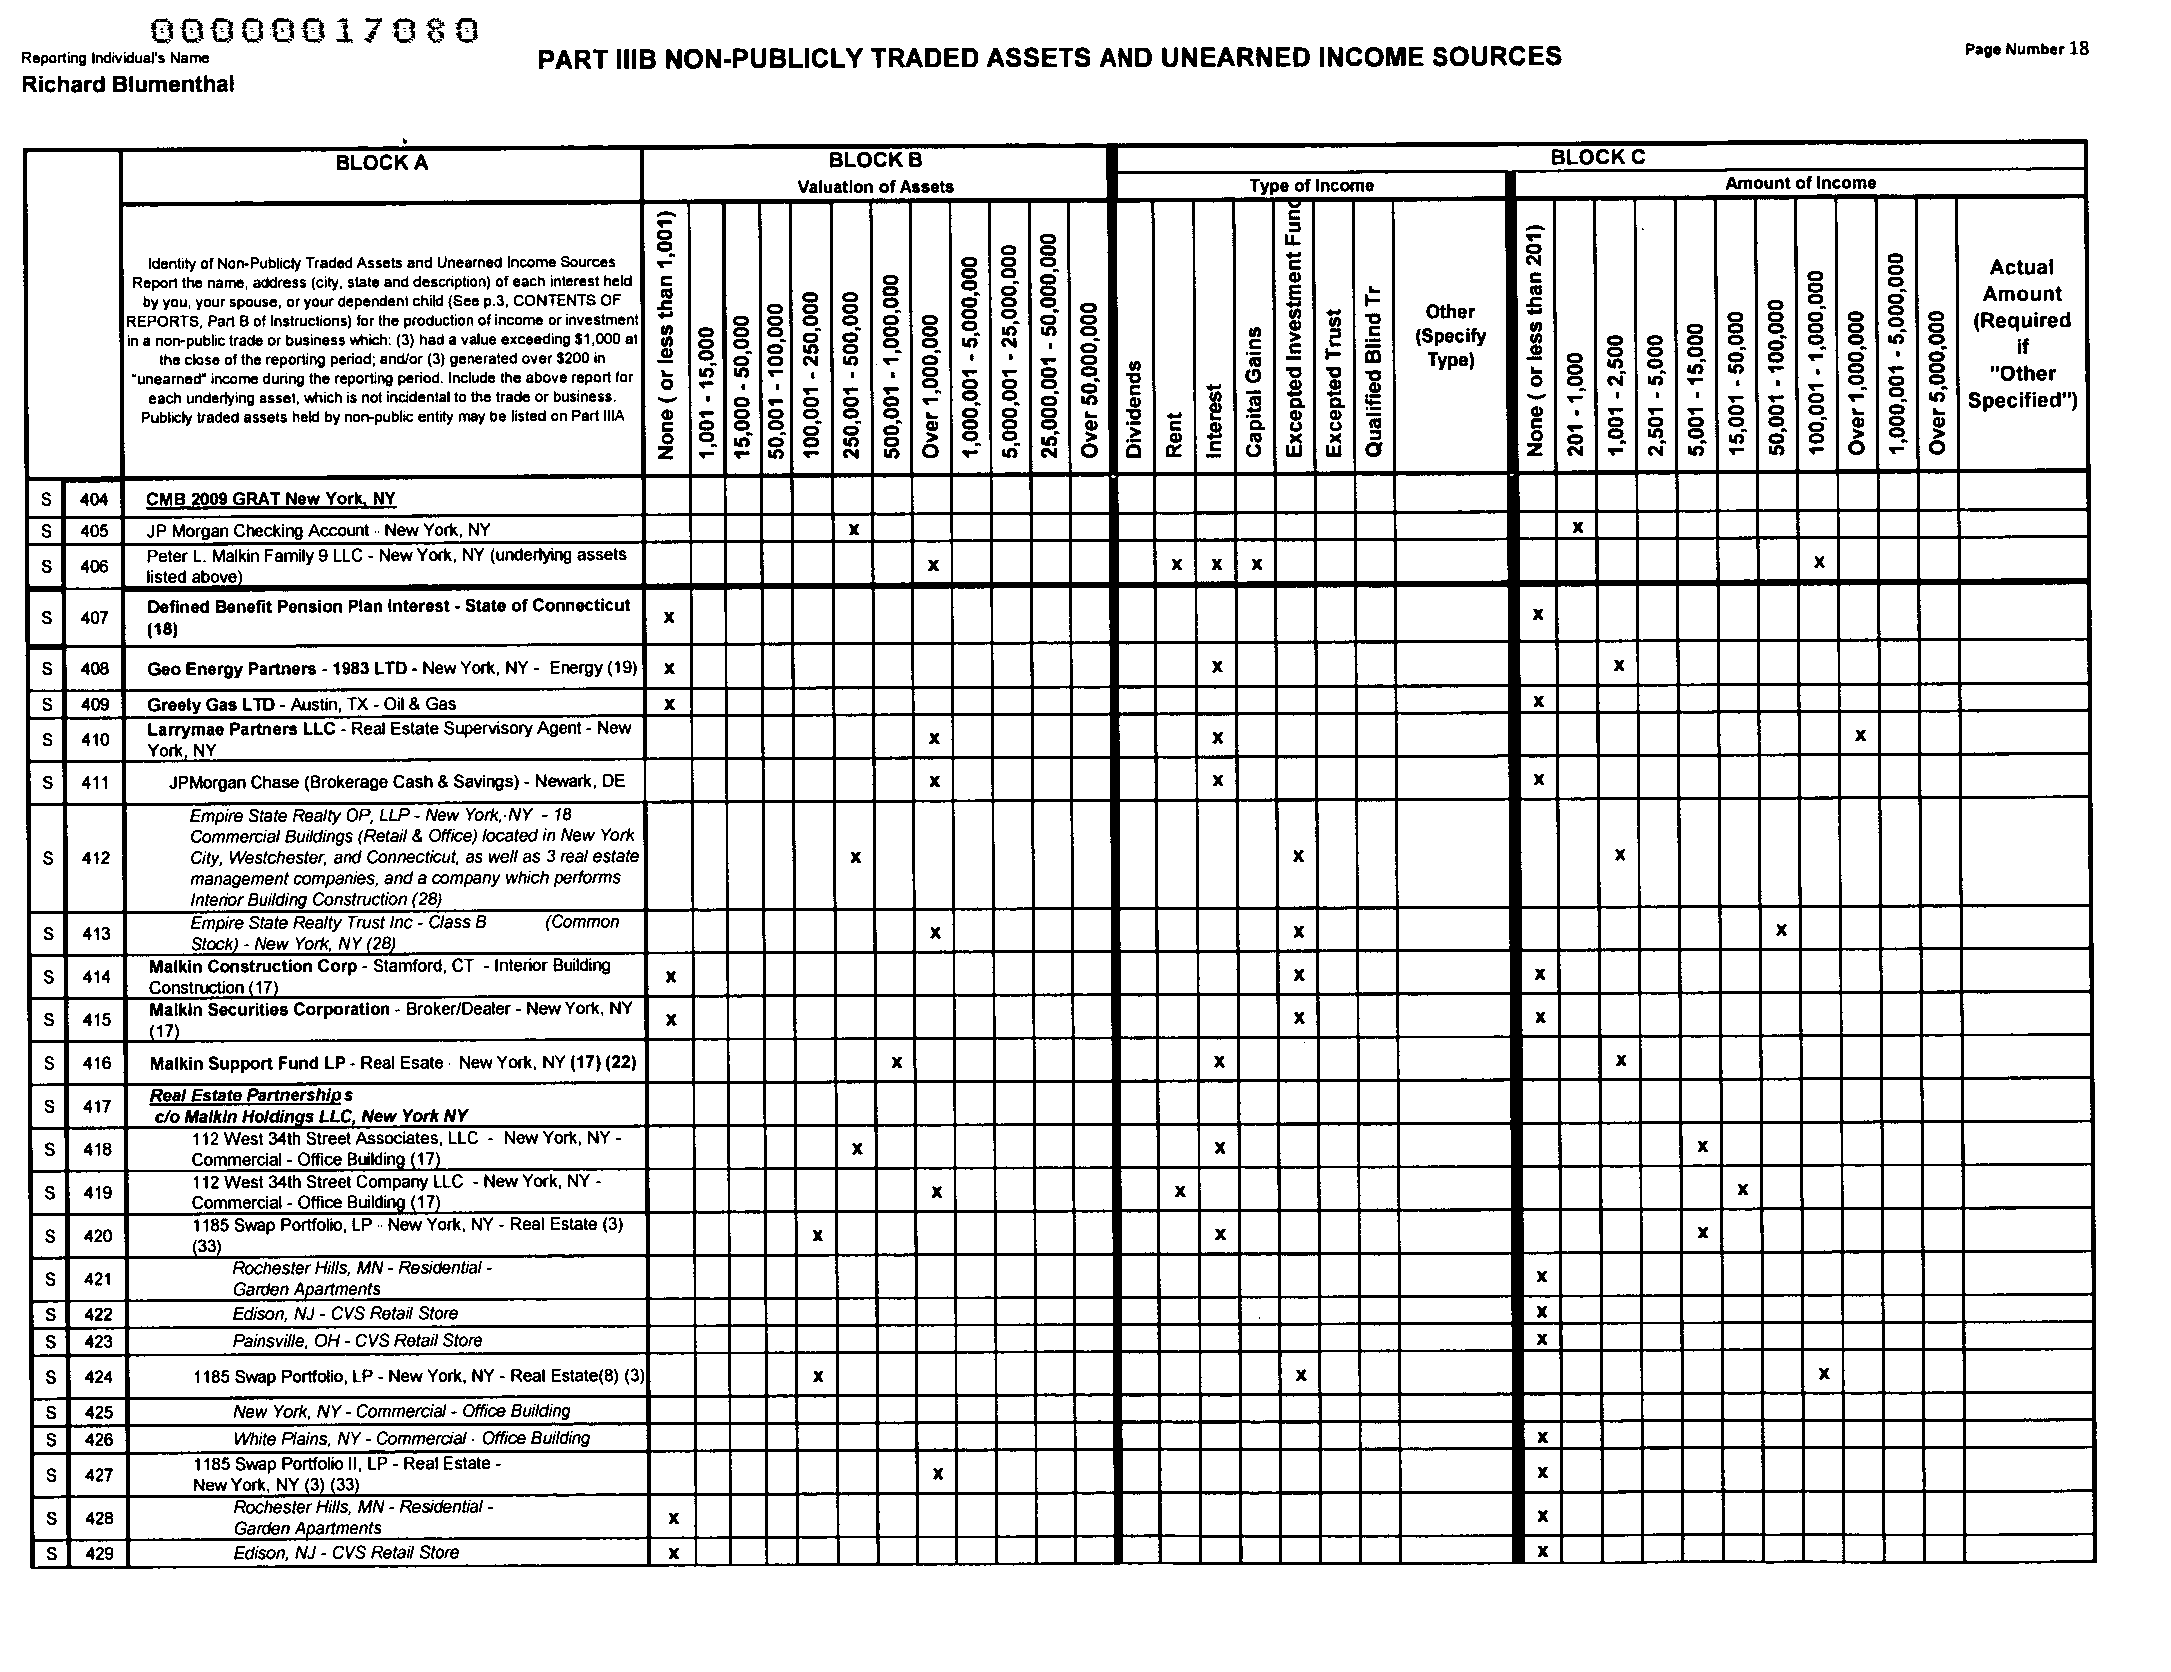 00000017080
Reporting Individual's Name
Richard Blumenthal
PART IIIB NON-PUBLICLY TRADED ASSETS AND UNEARNED INCOME SOURCES
Page Number 18
BLOCK A
BLOCK B
BLOCK C
Valuation of Assets
Type of Income
Amount of Income
Identity of Non-Publicly Traded Assets and Unearned Income Sources
Report the name, address (city, state and description) of each interest held
by you, your spouse, or your dependent child (See p.3, CONTENTS OF
REPORTS, Part B of Instructions) for the production of income or investment
in a non-public trade or business which: (3) had a value exceeding $1,000 at
the close of the reporting period; and/or (3) generated over $200 in
"unearned" income during the reporting period. Include the above report for
each underlying asset, which is not incidental to the trade or business.
Publicly traded assets held by non-public entity may be listed on Part IIIA
None ( or less than 1,001)
1,001 - 15,000
15,000 - 50,000
50,001 - 100,000
100,001 - 250,000
250,001 - 500,000
500,001 - 1,000,000
Over 1,000,000
1,000,001 - 5,000,000
5,000,001 - 25,000,000
25,000,001 - 50,000,000
Over 50,000,000
Dividends
Rent
Interest
Capital Gains
Excepted Investment Fund
Excepted Trust
Qualified Blind Tr
Other
(Specify
Type)
None ( or less than 201)
201 - 1,000
1,001 - 2,500
2,501 - 5,000
5,001 - 15,000
15,001 - 50,000
50,001 - 100,000
100,001 - 1,000,000
Over 1,000,000
1,000,001 - 5,000,000
Over 5,000,000
Actual
Amount
(Required
if
"Other
Specified")
S 404 CMB 2009 GRAT New York, NY
S 405 JP Morgan Checking Account - New York, NY x x
S 406 Peter L. Malkin Family 9 LLC - New York, NY (underlying assets
listed above) x x x x x
S 407 Defined Benefit Pension Plan Interest - State of Connecticut
(18) x x
S 408 Geo Energy Partners - 1983 LTD - New York, NY - Energy (19) x x x
S 409 Greely Gas LTD - Austin, TX - Oil & Gas x x
S 410 Larrymae Partners LLC - Real Estate Supervisory Agent - New
York, NY x x x
S 411 JPMorgan Chase (Brokerage Cash & Savings) - Newark, DE x x x
S 412 Empire State Realty OP, LLP - New York, NY - 18
Commercial Buildings (Retail & Office) located in New York
City, Westchester, and Connecticut, as well as 3 real estate
management companies, and a company which performs
Interior Building Construction (28) x x x
S 413 Empire State Realty Trust Inc - Class B (Common
Stock) - New York, NY (28) x x x
S 414 Malkin Construction Corp - Stamford, CT - Interior Building
Construction (17) x x x
S 415 Malkin Securities Corporation - Broker/Dealer - New York, NY
(17) x x x
S 416 Malkin Support Fund LP - Real Esate - New York, NY (17) (22) x x x
S 417 Real Estate Partnerships
c/o Malkin Holdings LLC, New York NY
S 418 112 West 34th Street Associates, LLC - New York, NY -
Commercial - Office Building (17) x x x
S 419 112 West 34th Street Company LLC - New York, NY -
Commercial - Office Building (17) x x x
S 420 1185 Swap Portfolio, LP - New York, NY - Real Estate (3)
(33) x x x
S 421 Rochester Hills, MN - Residential -
Garden Apartments x
S 422 Edison, NJ - CVS Retail Store x
S 423 Painsville, OH - CVS Retail Store x
S 424 1185 Swap Portfolio, LP - New York, NY - Real Estate(8) (3) x x x
S 425 New York, NY - Commercial - Office Building
S 426 White Plains, NY - Commercial - Office Building x
S 427 1185 Swap Portfolio II, LP - Real Estate -
New York, NY (3) (33) x x
S 428 Rochester Hills, MN - Residential -
Garden Apartments x x
S 429 Edison, NJ - CVS Retail Store x x